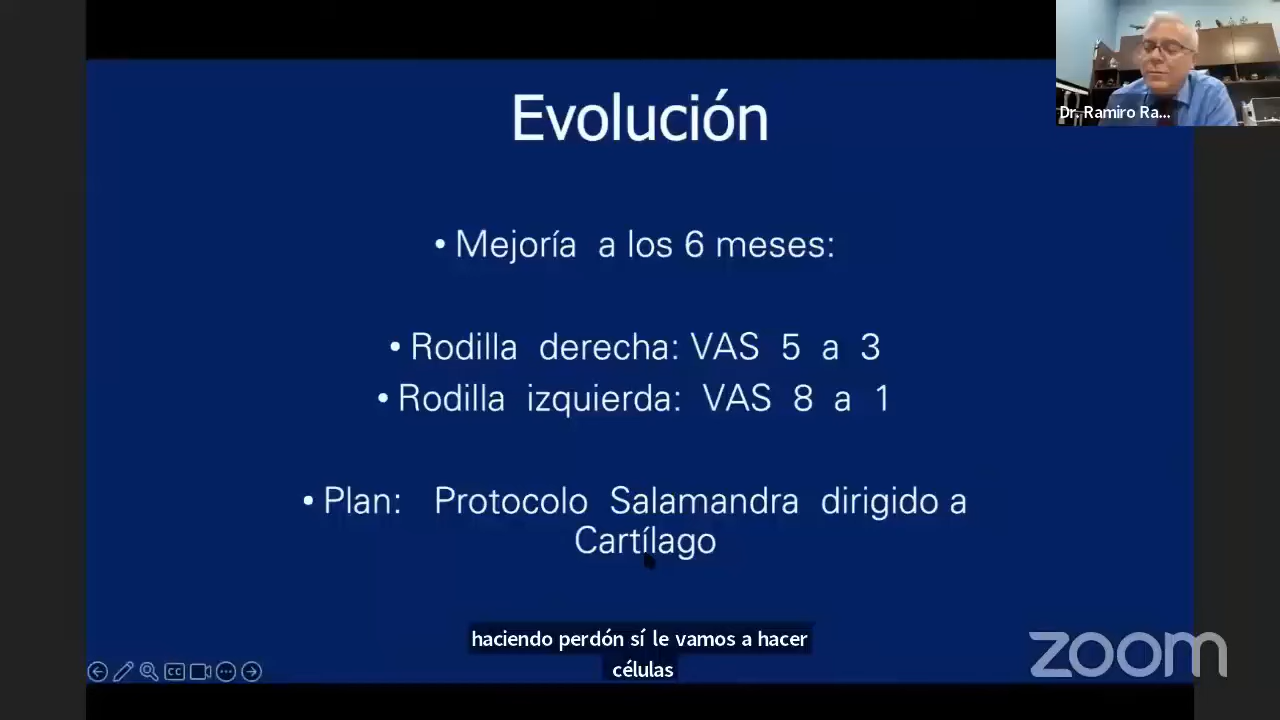 Evolución
• Mejoría a los 6 meses:
• Rodilla derecha: VAS 5 a 3
• Rodilla izquierda: VAS 8 a 1
• Plan: Protocolo Salamandra dirigido a
Cartílago
haciendo perdón sí le vamos a hacer
células
Dr. Ramiro Ra...
CC
zoom